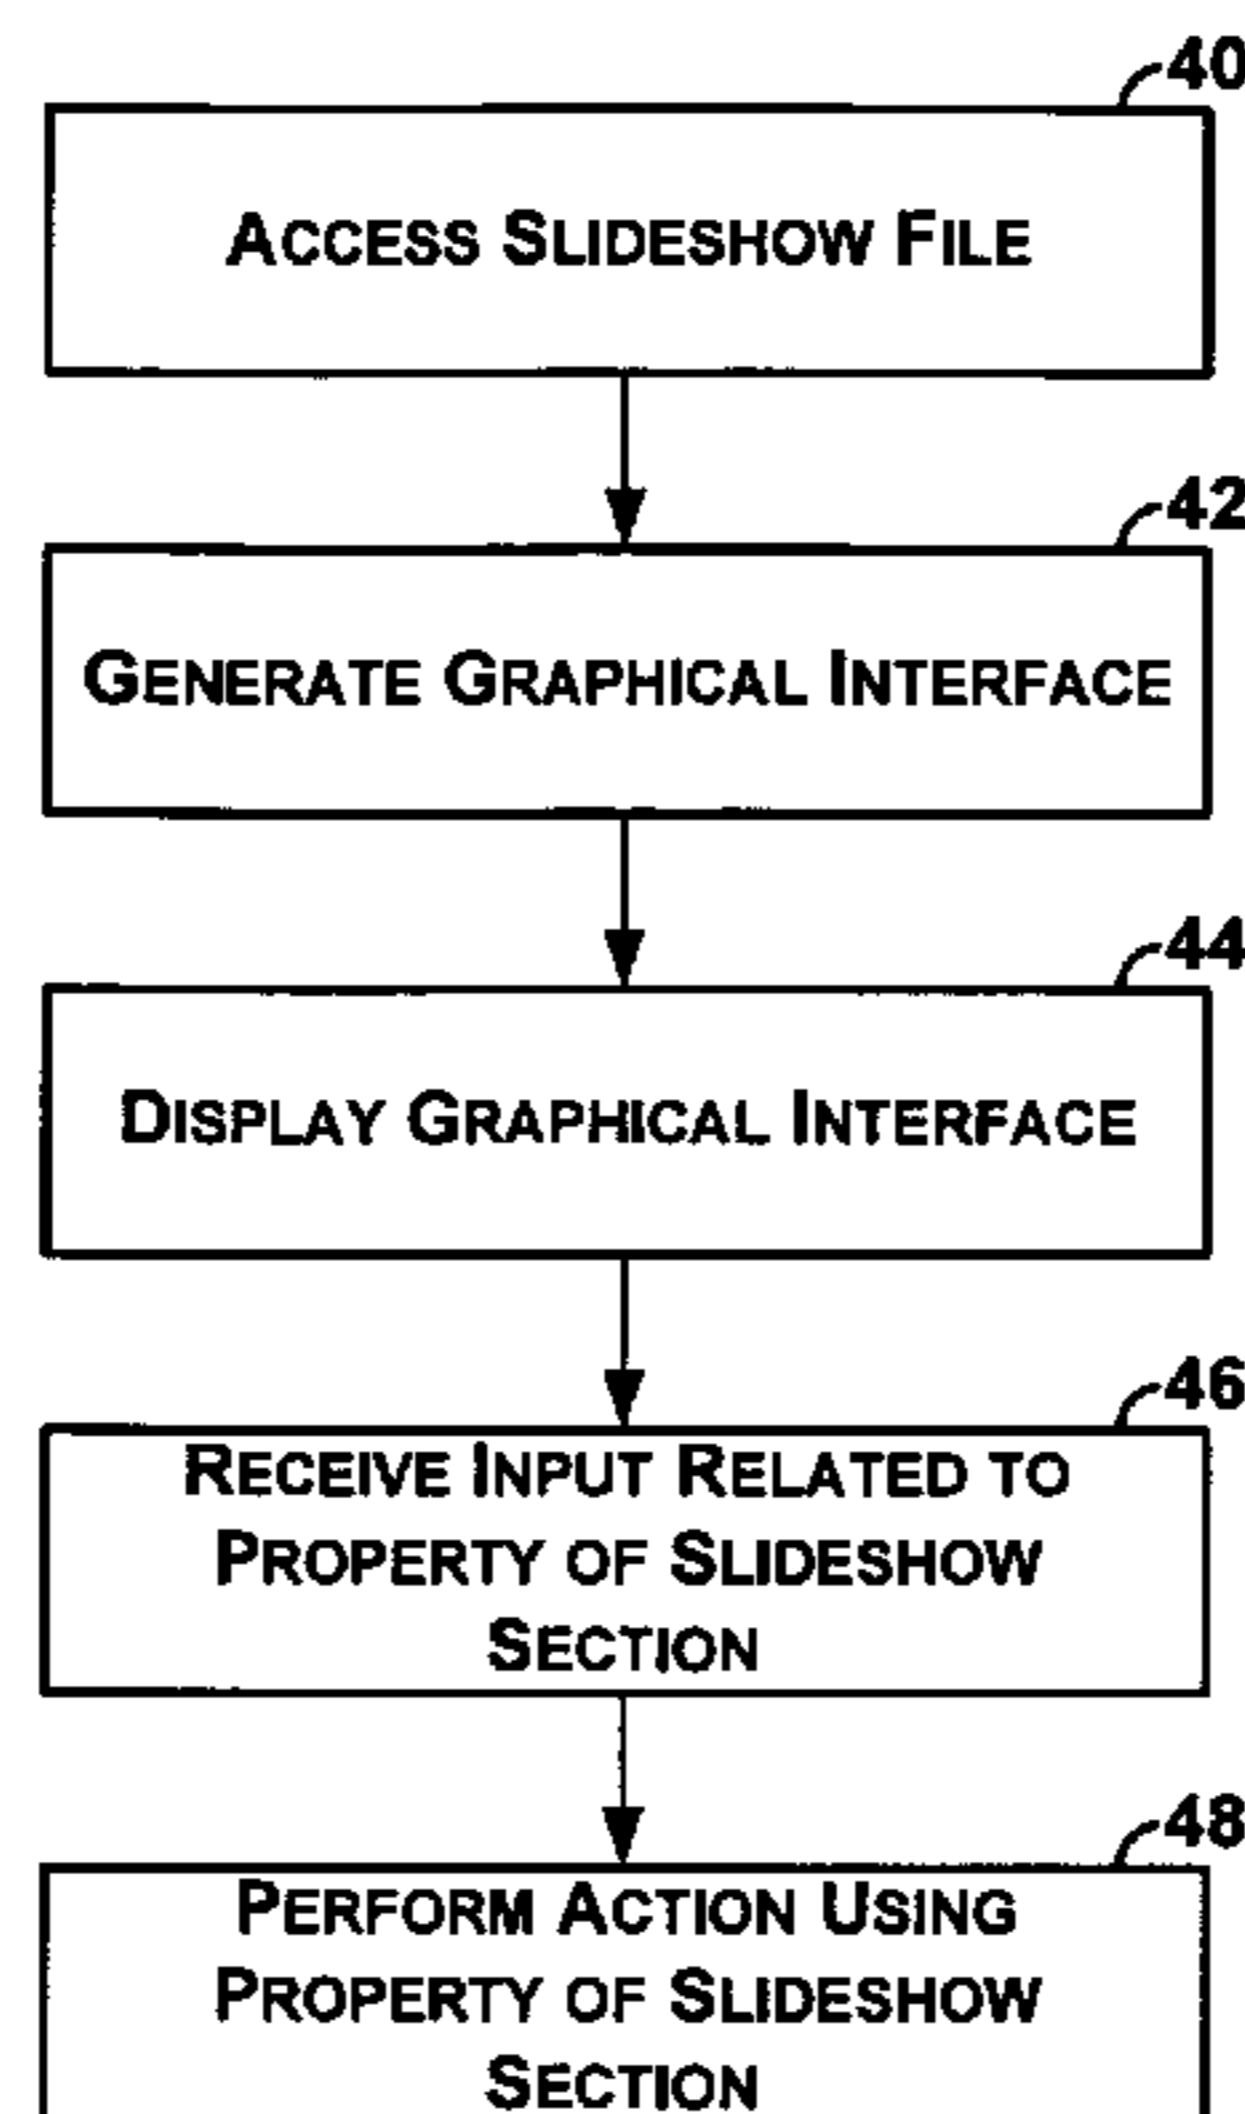 40
ACCESS SLIDESHOW FILE
42
GENERATE GRAPHICAL INTERFACE
44
DISPLAY GRAPHICAL INTERFACE
46
RECEIVE INPUT RELATED TO
PROPERTY OF SLIDESHOW
SECTION
48
PERFORM ACTION USING
PROPERTY OF SLIDESHOW
SECTION